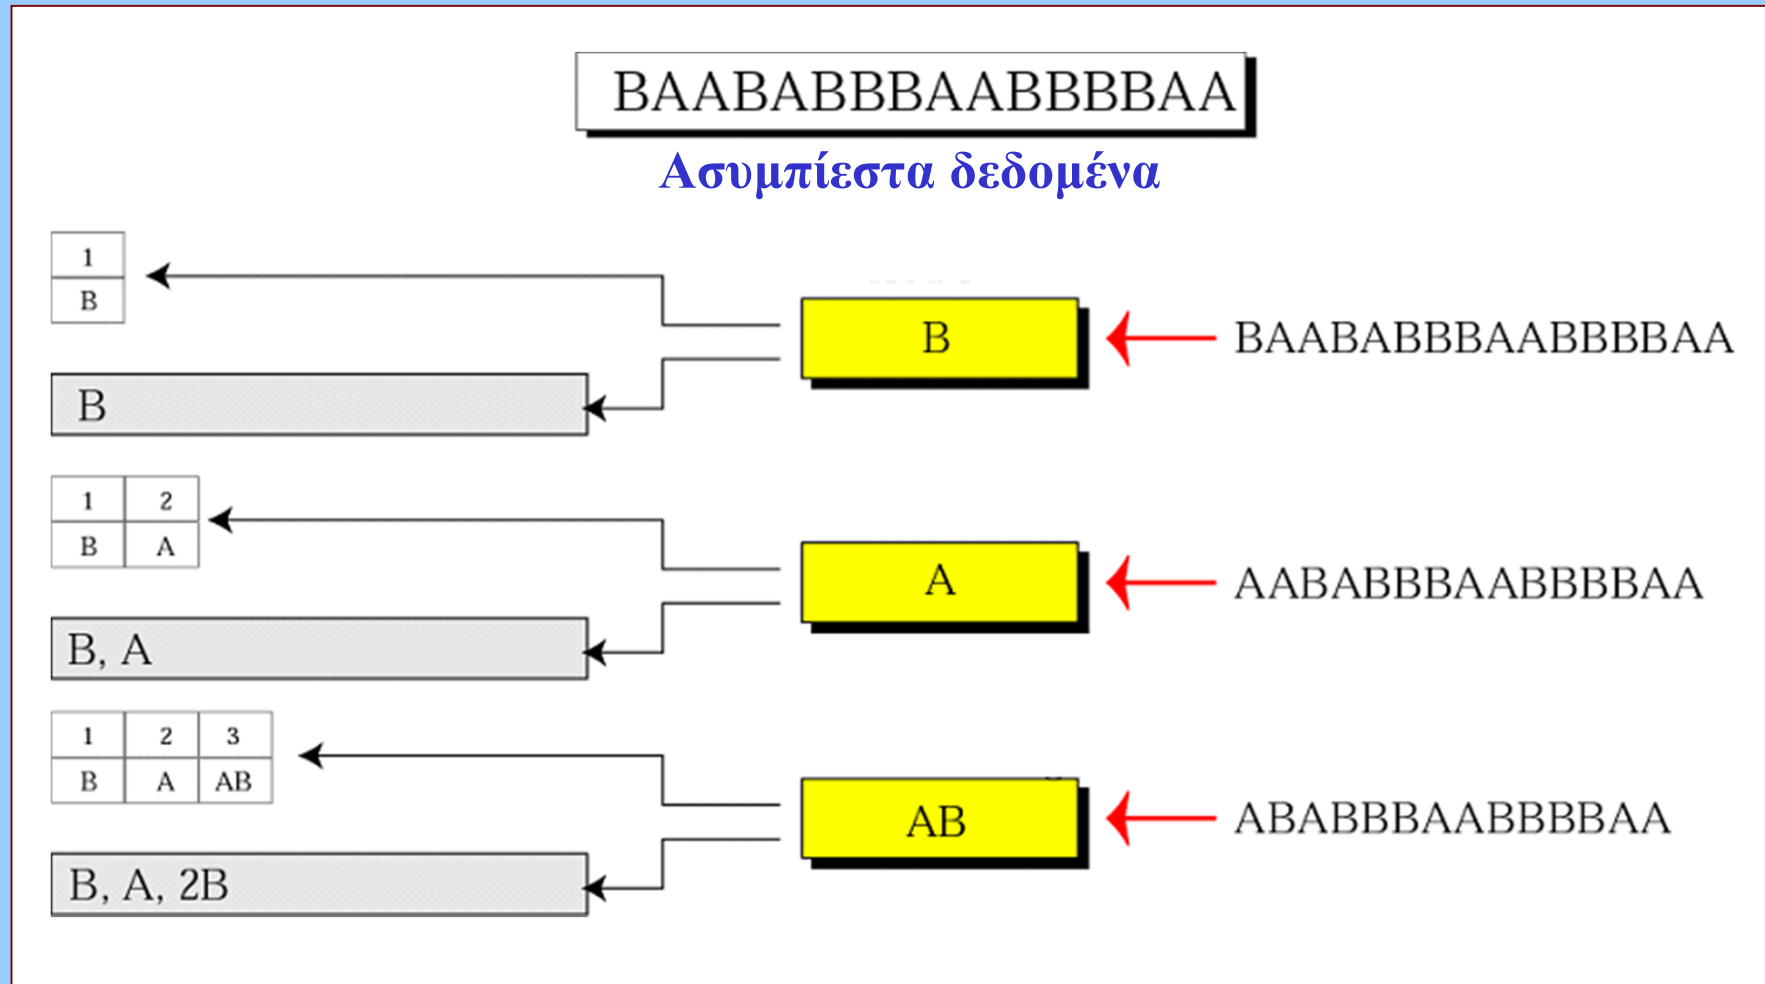 BAABABBBAABBBBAA
Ασυμπίεστα δεδομένα
1
B
B
BAABABBBAABBBBAA
B
1 2
B A
A
AABABBBAABBBBAA
B, A
1 2 3
B A AB
AB
ABABBBAABBBBAA
B, A, 2B